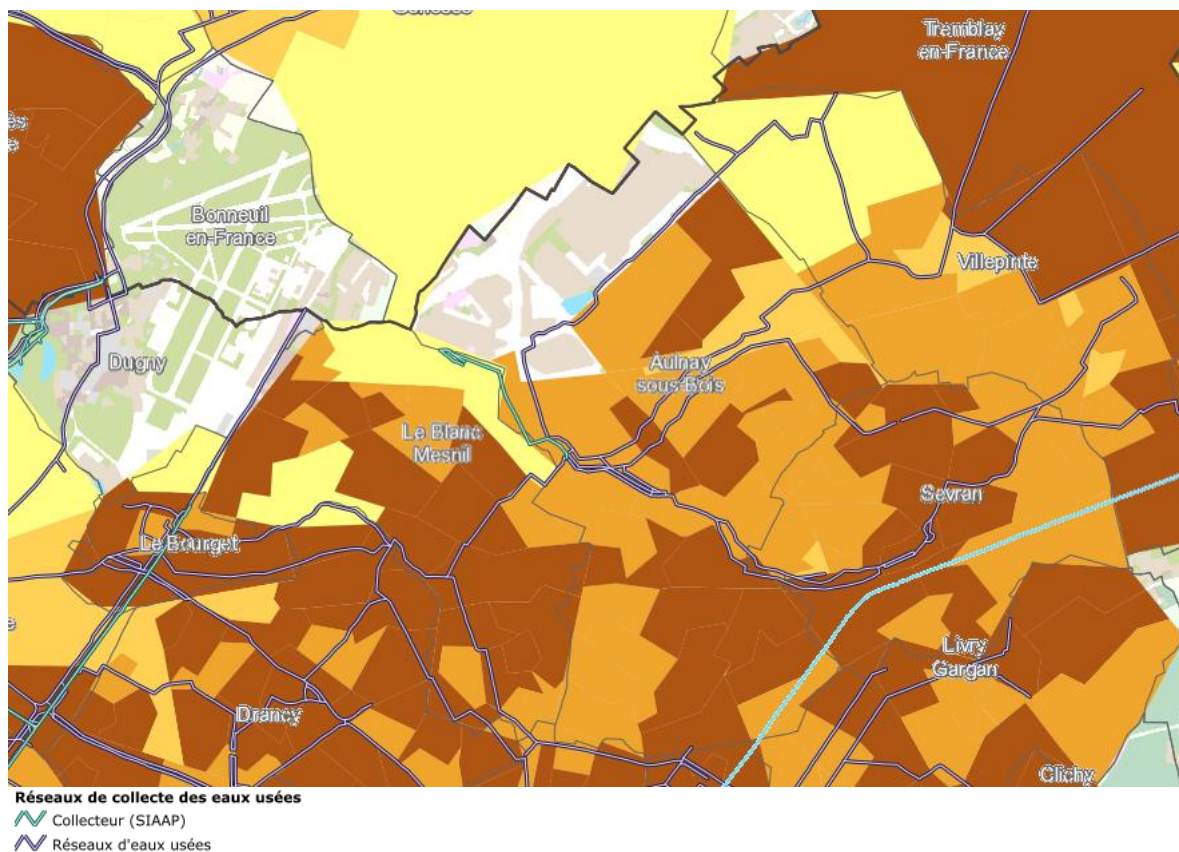 Tremblay
en-France
Bonneuil
en-France
Villepinte
Dugny
Aulnay
sous-Bois
Le Blanc
Mesnil
Sevran
Le Bourget
Livry
Gargan
Drancy
Clichy
Réseaux de collecte des eaux usées
Collecteur (SIAAP)
Réseaux d'eaux usées